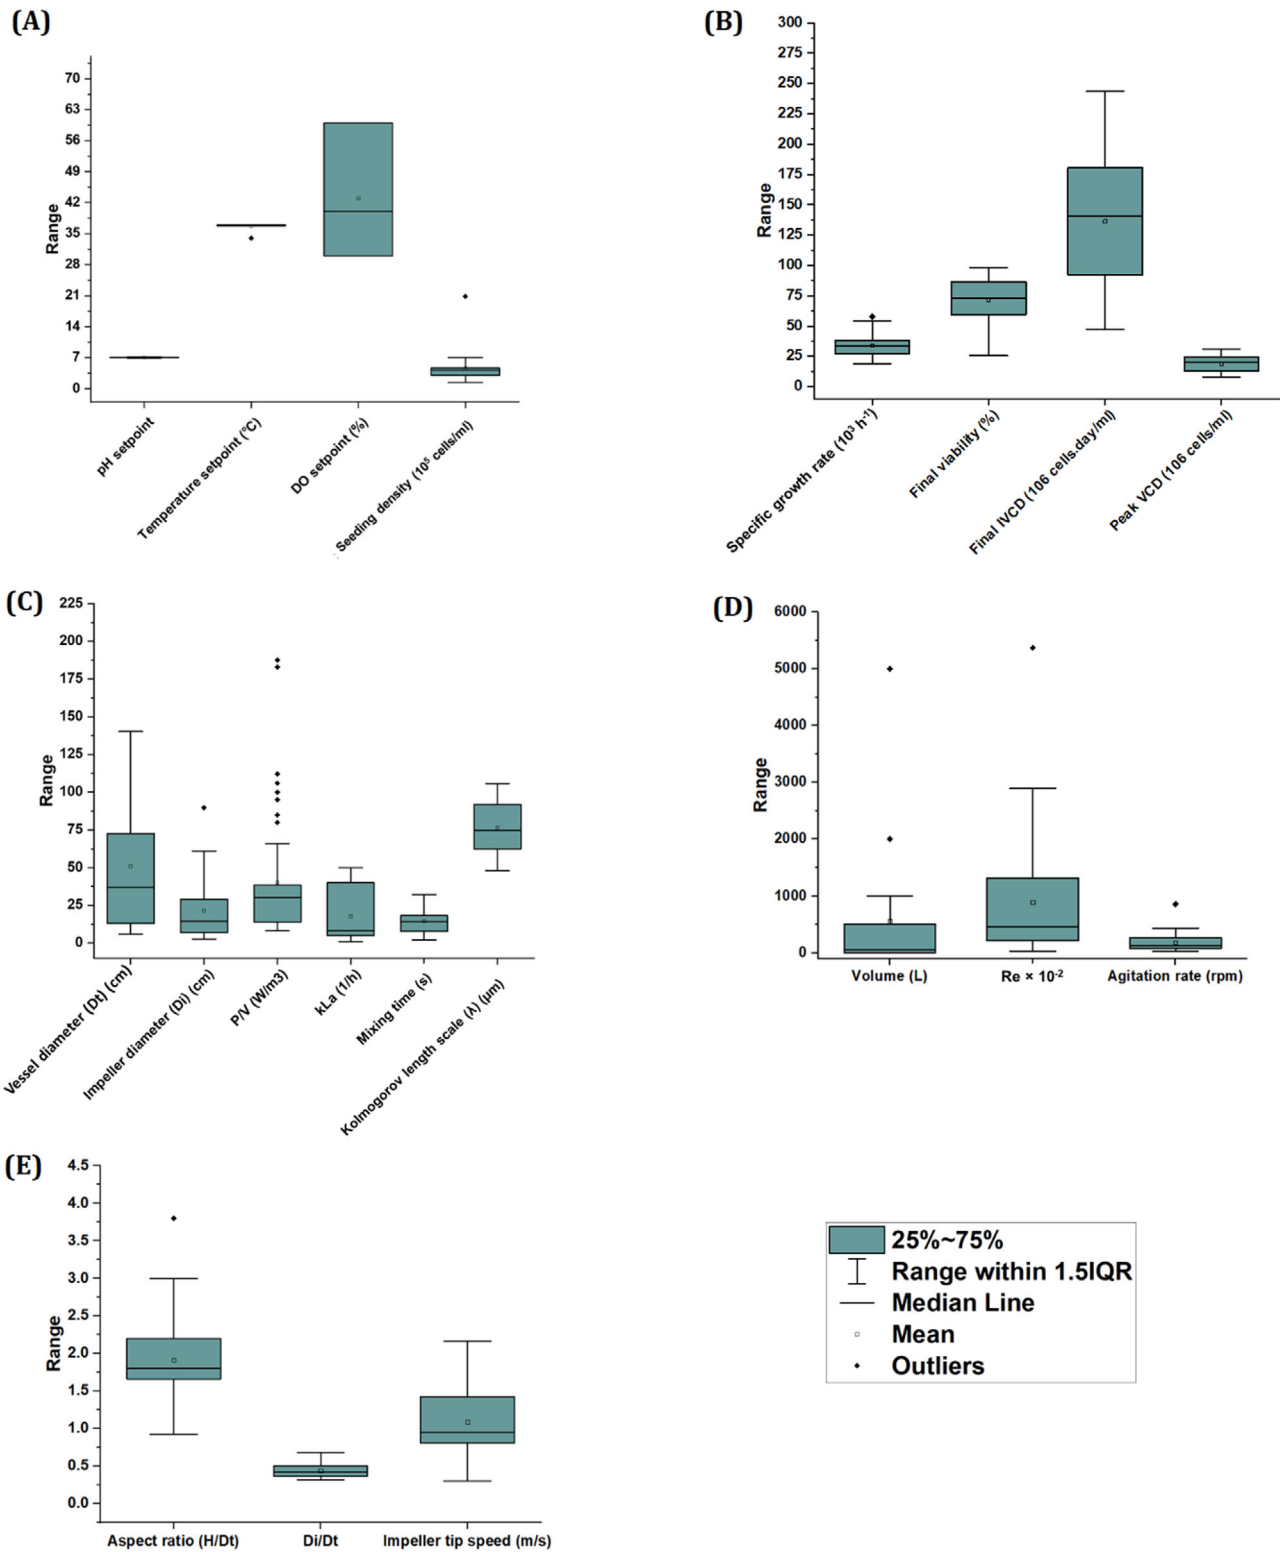 (A)
70
63
56
49
42
35
28
21
14
7
0
Range
pH setpoint
Temperature setpoint (°C)
DO setpoint (%)
Seeding density (10⁵ cells/ml)
(B)
300
275
250
225
200
175
150
125
100
75
50
25
0
Range
Specific growth rate (10³ h⁻¹)
Final viability (%)
Final IVCD (106 cells.day/ml)
Peak VCD (106 cells/ml)
(C)
225
200
175
150
125
100
75
50
25
0
Range
Vessel diameter (Dt) (cm)
Impeller diameter (Di) (cm)
P/V (W/m3)
kLa (1/h)
Mixing time (s)
Kolmogorov length scale (λ) (μm)
(D)
6000
5000
4000
3000
2000
1000
0
Range
Volume (L)
Re × 10⁻²
Agitation rate (rpm)
(E)
4.5
4.0
3.5
3.0
2.5
2.0
1.5
1.0
0.5
0.0
Range
Aspect ratio (H/Dt)
Di/Dt
Impeller tip speed (m/s)
25%~75%
Range within 1.5IQR
Median Line
Mean
Outliers